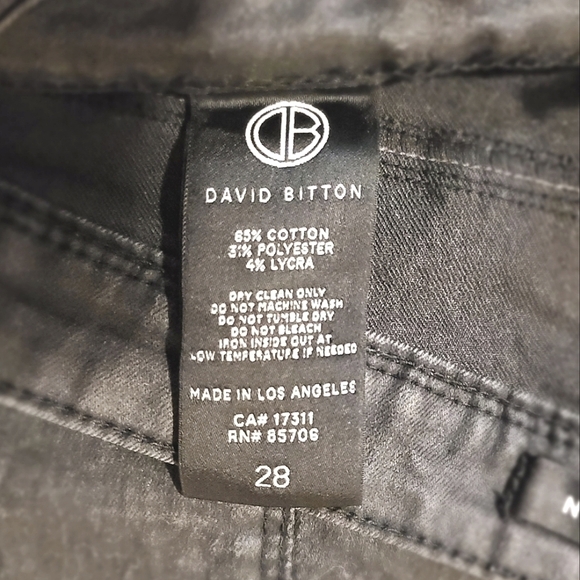 DB
DAVID BITTON
65% COTTON
31% POLYESTER
4% LYCRA
DRY CLEAN ONLY
DO NOT MACHINE WASH
DO NOT TUMBLE DRY
DO NOT BLEACH
IRON INSIDE OUT AT
LOW TEMPERATURE IF NEEDED
MADE IN LOS ANGELES
CA# 17311
RN# 85706
28
N